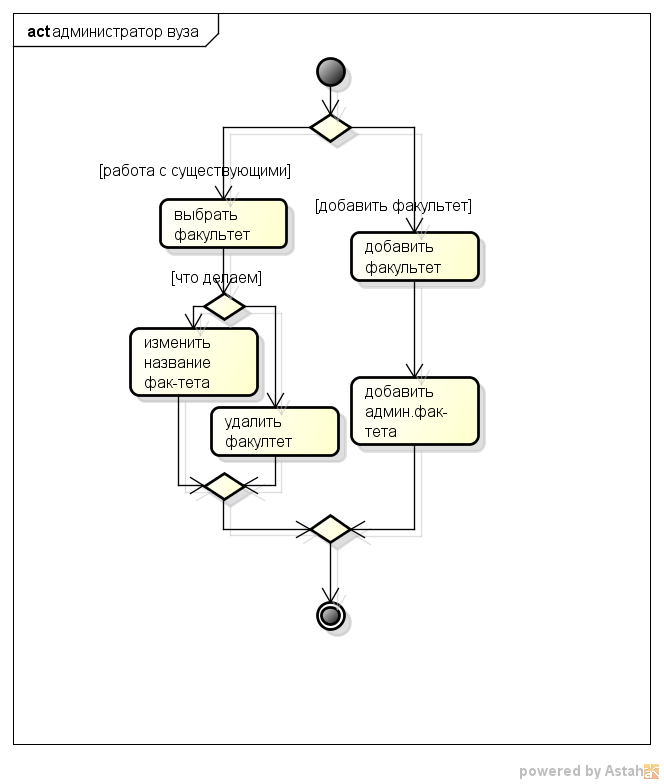 act администратор вуза
[работа с существующими]
[добавить факультет]
выбрать
факультет
добавить
факультет
[что делаем]
изменить
название
фак-тета
удалить
факултет
добавить
админ.фак-
тета
powered by Astah